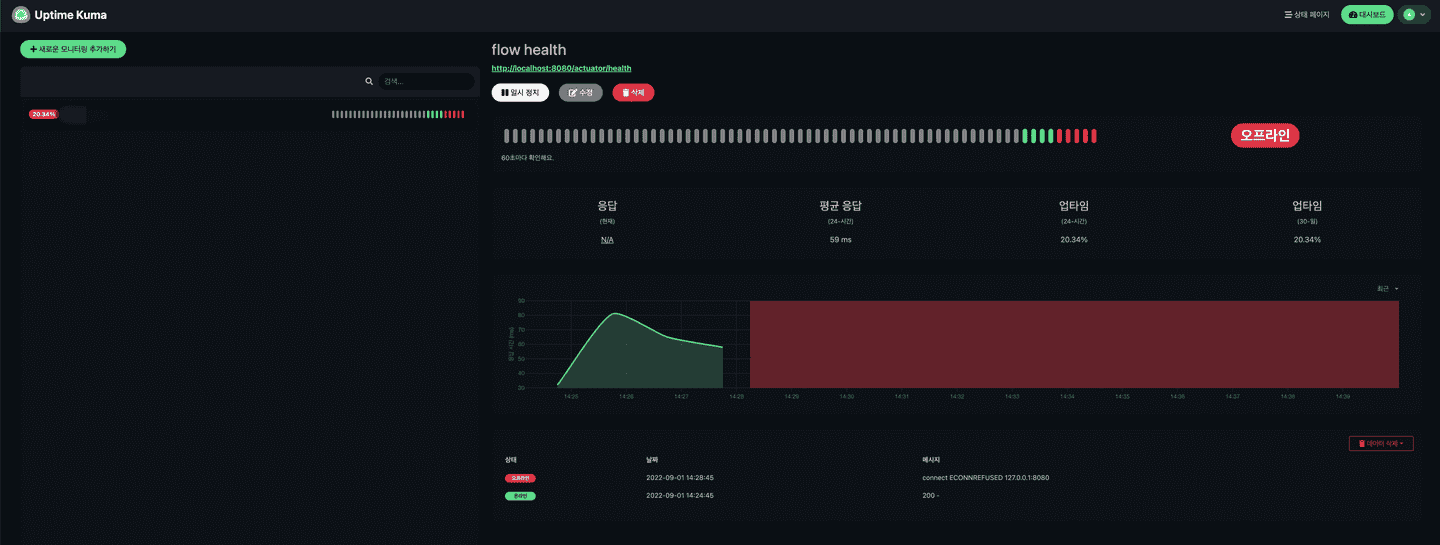 Uptime Kuma
상태 페이지
대시보드
+ 새로운 모니터링 추가하기
검색...
20.34%
flow health
http://localhost:8080/actuator/health
일시 정지
수정
삭제
오프라인
60초마다 확인해요.
응답
(현재)
N/A
평균 응답
(24-시간)
59 ms
업타임
(24-시간)
20.34%
업타임
(30-일)
20.34%
최근
응답 시간 (ms)
90
80
70
60
50
40
30
14:25 14:26 14:27 14:28 14:29 14:30 14:31 14:32 14:33 14:34 14:35 14:36 14:37 14:38 14:39
데이터 삭제
상태 날짜 메시지
오프라인 2022-09-01 14:28:45 connect ECONNREFUSED 127.0.0.1:8080
온라인 2022-09-01 14:24:45 200 -